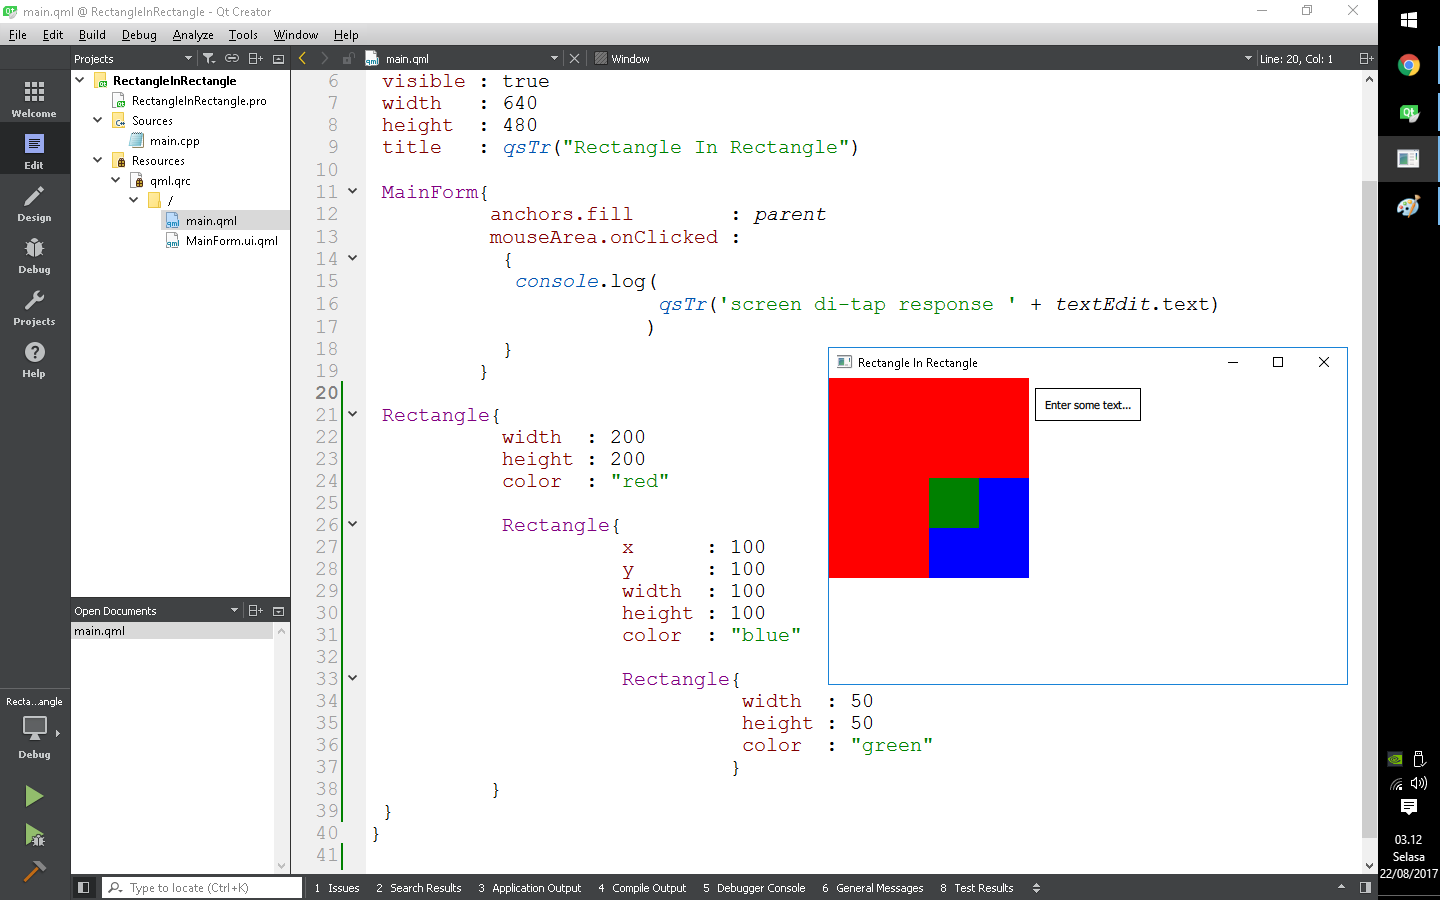 main.qml @ RectangleInRectangle - Qt Creator
File Edit Build Debug Analyze Tools Window Help
Projects
main.qml
Window
Line: 20, Col: 1
Welcome
Edit
Design
Debug
Projects
Help
RectangleInRectangle
RectangleInRectangle.pro
Sources
main.cpp
Resources
qml.qrc
/
main.qml
MainForm.ui.qml
Open Documents
main.qml
Recta...angle
Debug
6 visible : true
7 width : 640
8 height : 480
9 title : qsTr("Rectangle In Rectangle")
10
11 MainForm{
12 anchors.fill : parent
13 mouseArea.onClicked :
14 {
15 console.log(
16 qsTr('screen di-tap response ' + textEdit.text)
17 )
18 }
19 }
20
21 Rectangle{
22 width : 200
23 height : 200
24 color : "red"
25
26 Rectangle{
27 x : 100
28 y : 100
29 width : 100
30 height : 100
31 color : "blue"
32
33 Rectangle{
34 width : 50
35 height : 50
36 color : "green"
37 }
38 }
39 }
40 }
41
Rectangle In Rectangle
Enter some text...
Type to locate (Ctrl+K)
1 Issues 2 Search Results 3 Application Output 4 Compile Output 5 Debugger Console 6 General Messages 8 Test Results
03.12
Selasa
22/08/2017